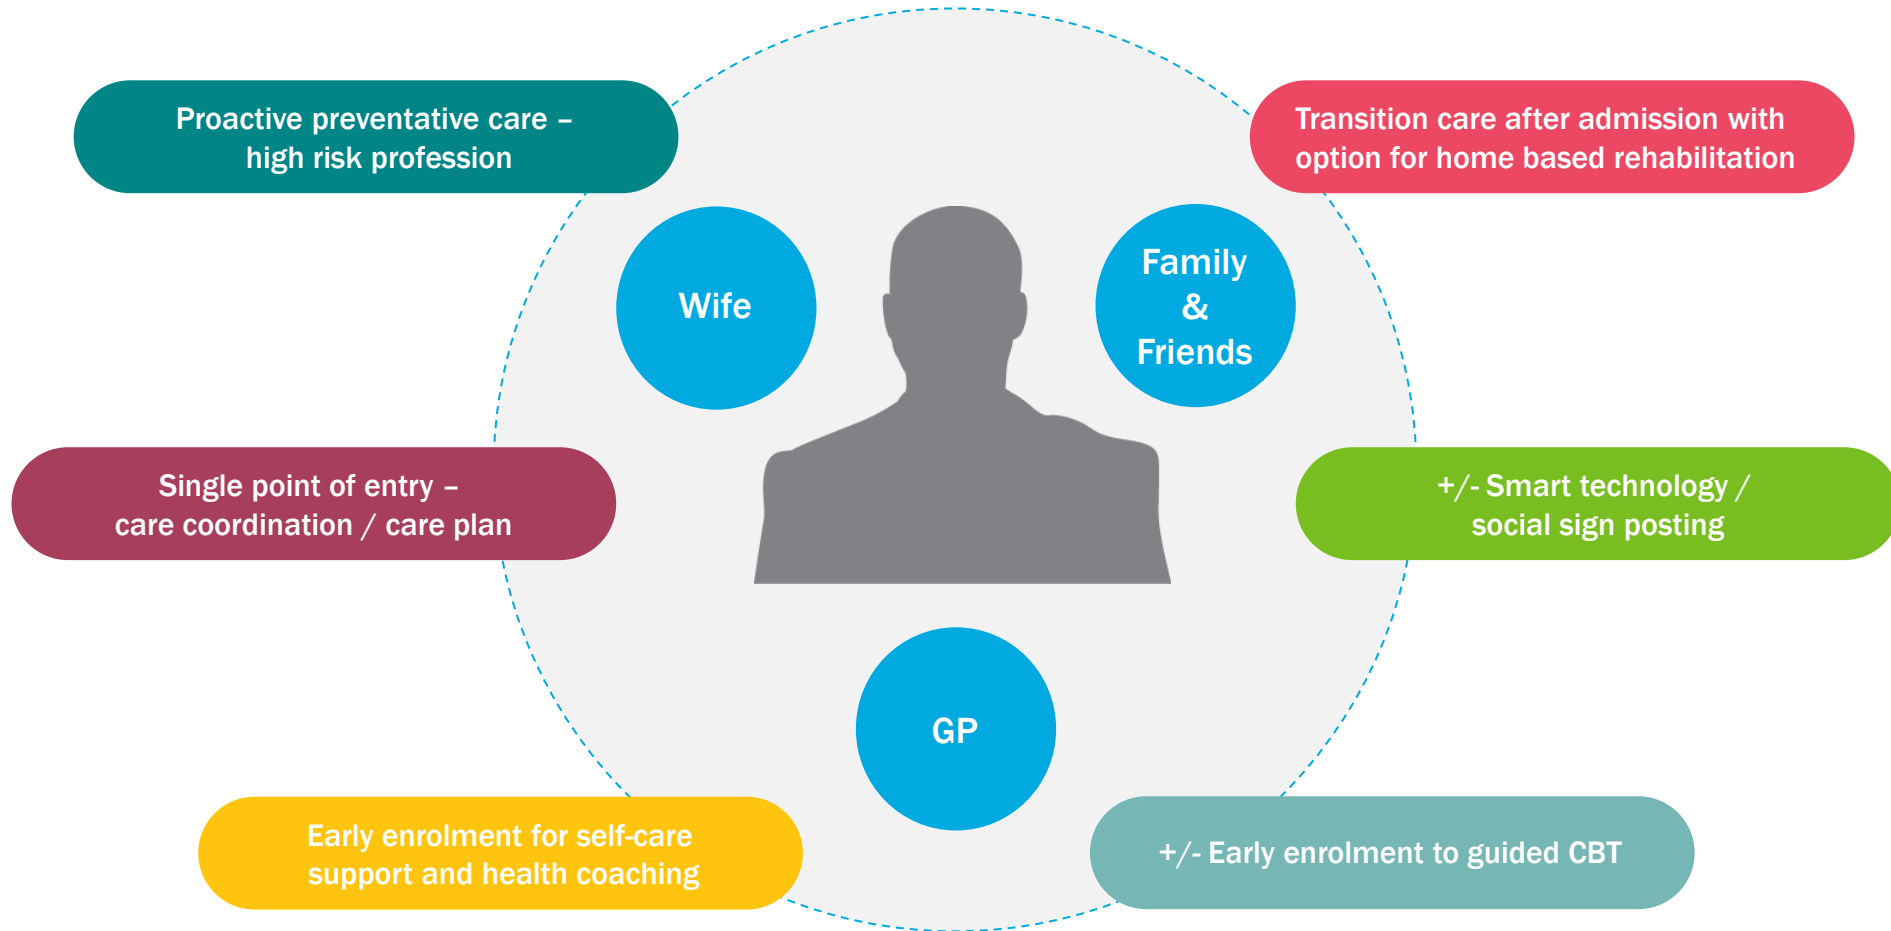 Proactive preventative care –
high risk profession
Transition care after admission with
option for home based rehabilitation
Wife
Family
&
Friends
Single point of entry –
care coordination / care plan
+/- Smart technology /
social sign posting
GP
Early enrolment for self-care
support and health coaching
+/- Early enrolment to guided CBT